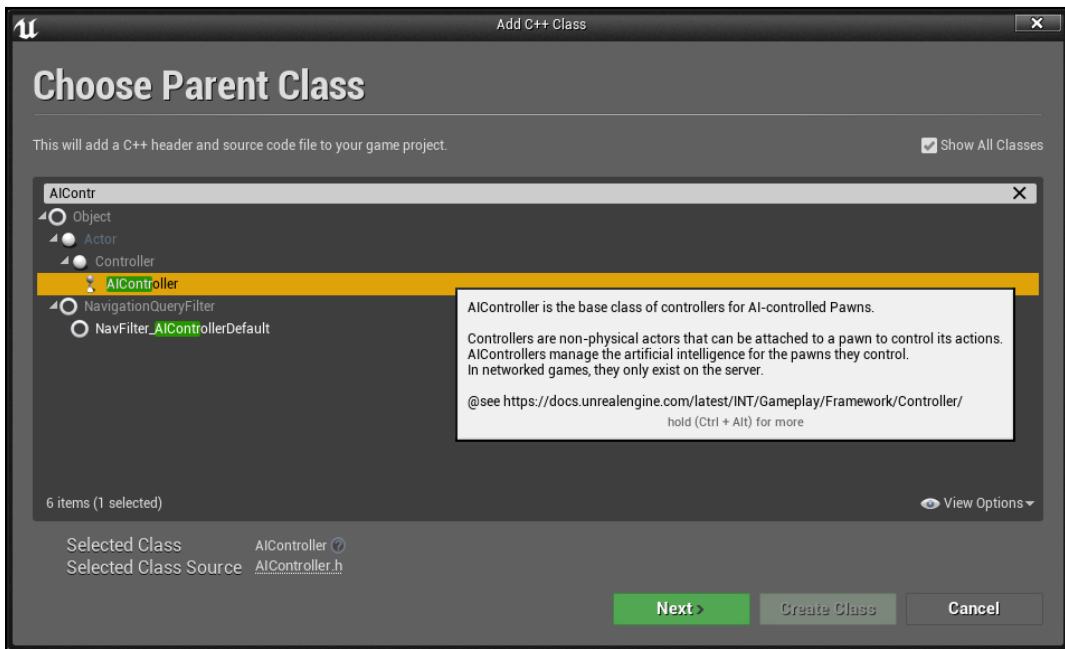 Add C++ Class
Choose Parent Class
This will add a C++ header and source code file to your game project.
Show All Classes
AIContr
Object
Actor
Controller
AIController
NavigationQueryFilter
NavFilter_AIControllerDefault
AIController is the base class of controllers for AI-controlled Pawns.
Controllers are non-physical actors that can be attached to a pawn to control its actions.
AIControllers manage the artificial intelligence for the pawns they control.
In networked games, they only exist on the server.
@see https://docs.unrealengine.com/latest/INT/Gameplay/Framework/Controller/
hold (Ctrl + Alt) for more
6 items (1 selected)
View Options
Selected Class AIController ?
Selected Class Source AIController.h
Next >
Create Class
Cancel